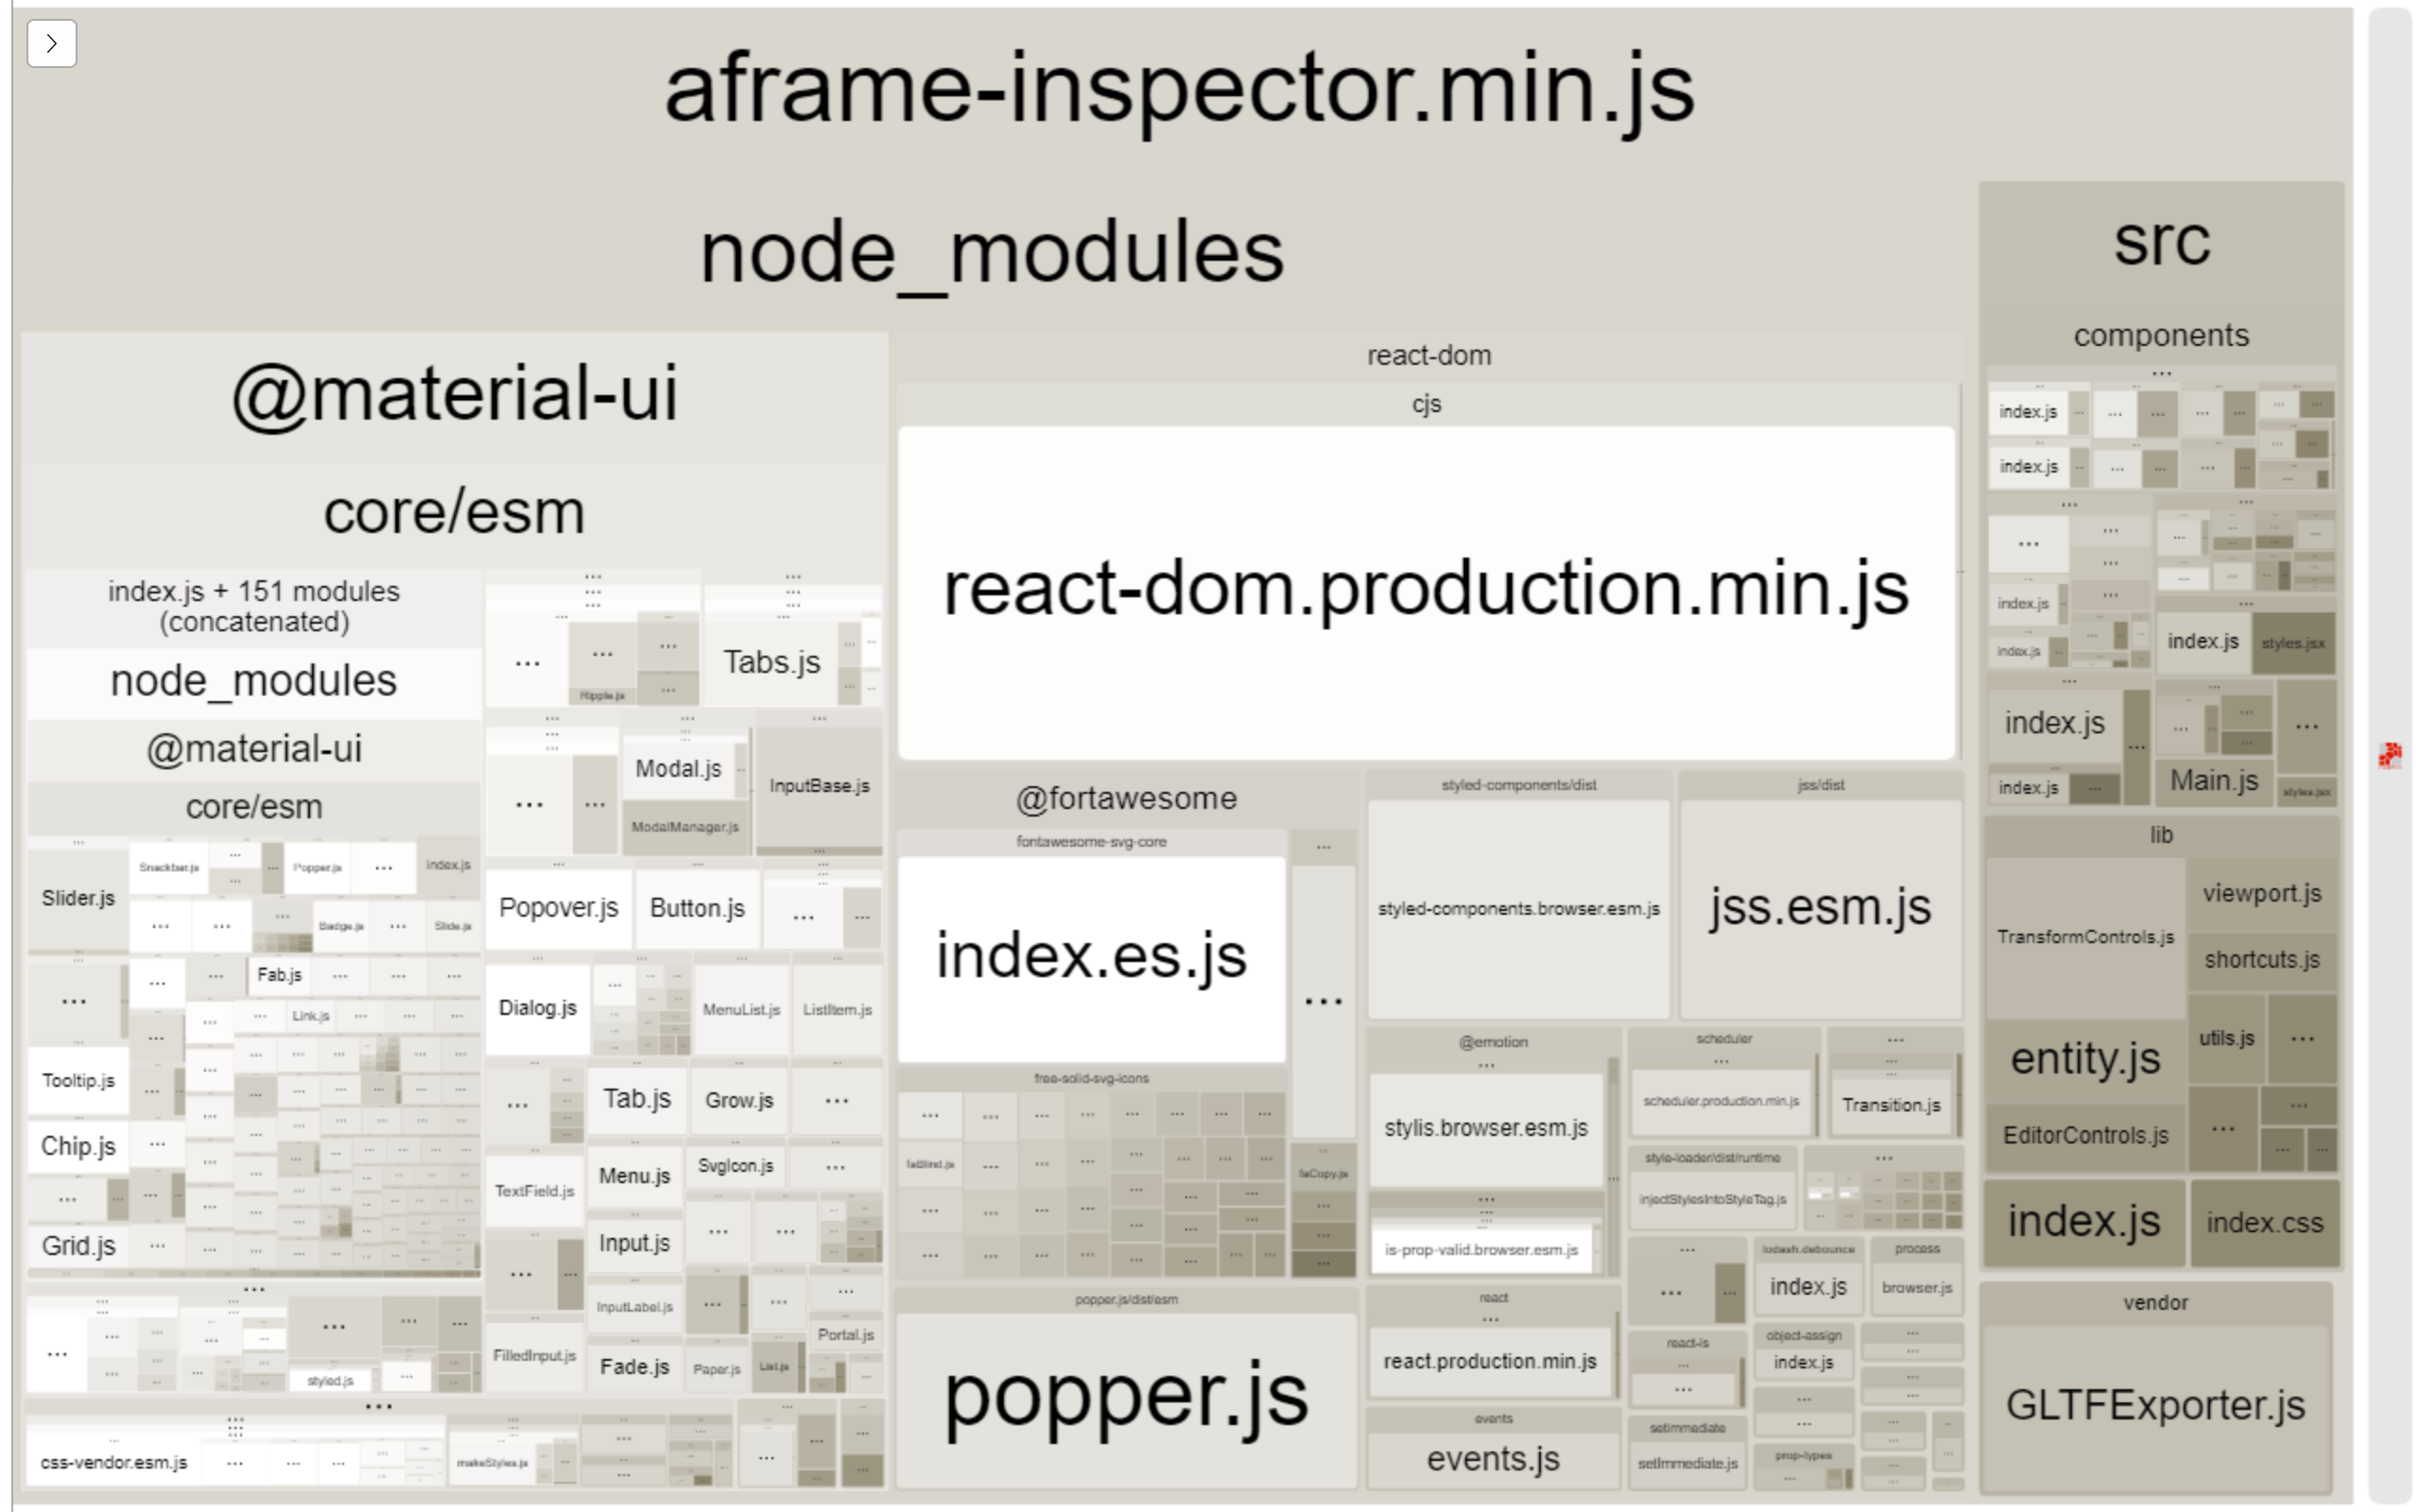 aframe-inspector.min.js
node_modules
src
@material-ui
core/esm
index.js + 151 modules
(concatenated)
node_modules
@material-ui
core/esm
Slider.js
Snackbar.js
Popper.js
index.js
Badge.js
Slide.js
Fab.js
Link.js
Tooltip.js
Chip.js
Grid.js
styled.js
css-vendor.esm.js
makeStyles.js
Ripple.js
Tabs.js
Modal.js
ModalManager.js
InputBase.js
Popover.js
Button.js
Dialog.js
MenuList.js
ListItem.js
Tab.js
Grow.js
TextField.js
Menu.js
SvgIcon.js
Input.js
InputLabel.js
FilledInput.js
Fade.js
Paper.js
List.js
Portal.js
react-dom
cjs
react-dom.production.min.js
@fortawesome
fontawesome-svg-core
index.es.js
free-solid-svg-icons
faBlind.js
faCopy.js
popper.js/dist/esm
popper.js
styled-components/dist
styled-components.browser.esm.js
jss/dist
jss.esm.js
@emotion
stylis.browser.esm.js
is-prop-valid.browser.esm.js
react
react.production.min.js
events
events.js
scheduler
scheduler.production.min.js
Transition.js
style-loader/dist/runtime
injectStylesIntoStyleTag.js
lodash.debounce
index.js
process
browser.js
react-is
object-assign
index.js
setimmediate
setImmediate.js
prop-types
components
index.js
index.js
index.js
index.js
index.js
styles.jsx
index.js
index.js
Main.js
styles.jsx
lib
TransformControls.js
viewport.js
shortcuts.js
entity.js
utils.js
EditorControls.js
index.js
index.css
vendor
GLTFExporter.js